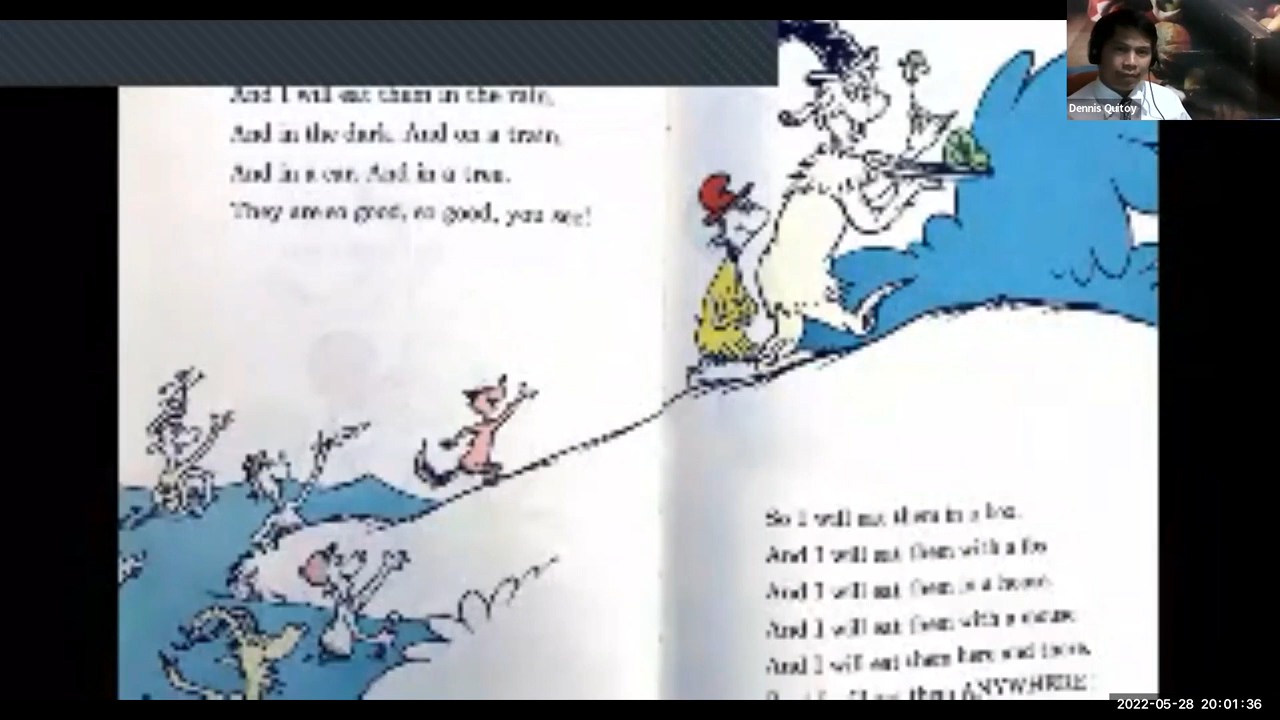 And I will eat them in the rain.
And in the dark. And on a train.
And in a car. And in a tree.
They are so good, so good, you see!
So I will eat them in a box.
And I will eat them with a fox
And I will eat them in a house.
And I will eat them with a mouse
And I will eat them here and there.
eat them ANYWHERE!
Dennis Quitoy
2022-05-28 20:01:36